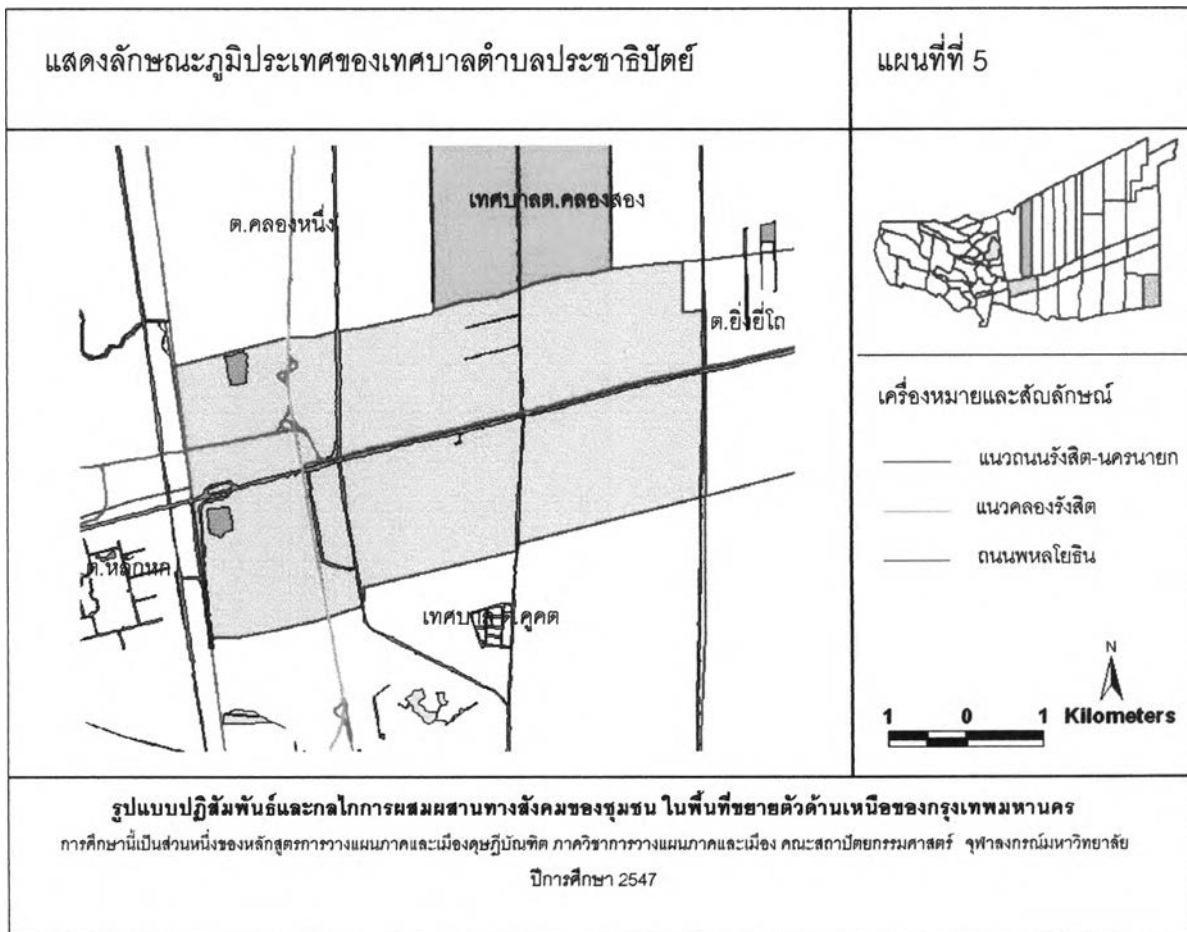 แสดงลักษณะภูมิประเทศของเทศบาลตำบลประชาธิปัตย์
แผนที่ที่ 5
ต.คลองหนึ่ง
เทศบาลต.คลองสอง
ต.ยิ่งยี่โถ
ต.หลักหค
เทศบาล ต.คูคต
เครื่องหมายและสัญลักษณ์
แนวถนนรังสิต-นครนายก
แนวคลองรังสิต
ถนนพหลโยธิน
N
1 0 1 Kilometers
รูปแบบปฏิสัมพันธ์และกลไกการผสมผสานทางสังคมของชุมชน ในพื้นที่ขยายตัวด้านเหนือของกรุงเทพมหานคร
การศึกษานี้เป็นส่วนหนึ่งของหลักสูตรการวางแผนภาคและเมืองดุษฎีบัณฑิต ภาควิชาการวางแผนภาคและเมือง คณะสถาปัตยกรรมศาสตร์ จุฬาลงกรณ์มหาวิทยาลัย
ปีการศึกษา 2547